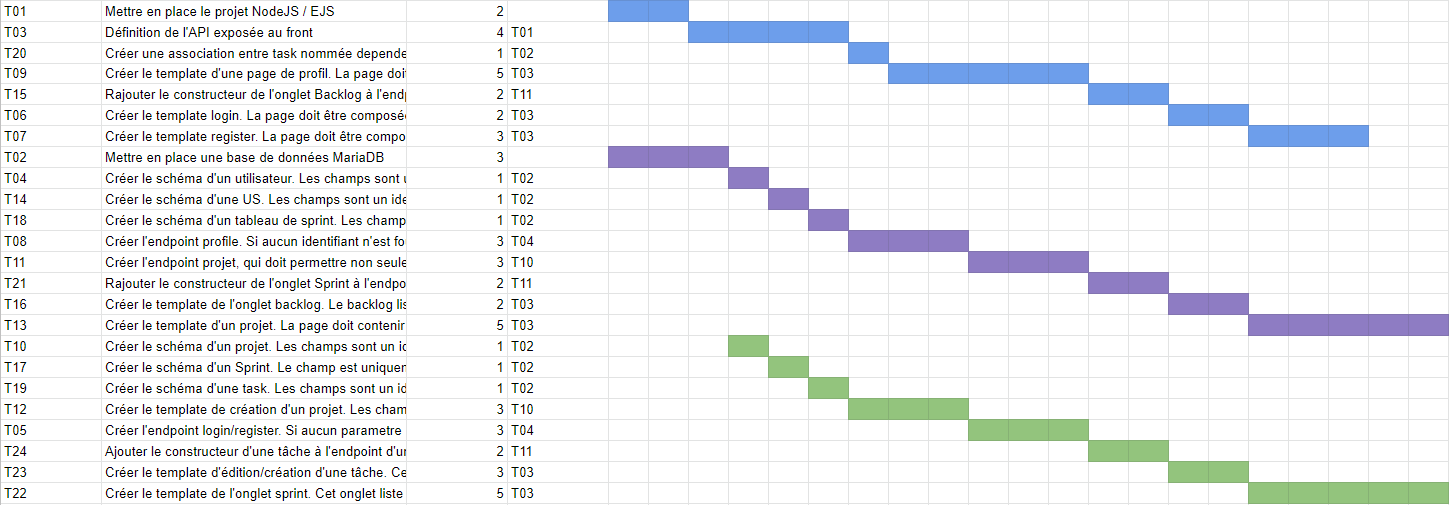 T01 Mettre en place le projet NodeJS / EJS 2
T03 Définition de l'API exposée au front 4 T01
T20 Créer une association entre task nommée depende 1 T02
T09 Créer le template d'une page de profil. La page doi 5 T03
T15 Rajouter le constructeur de l'onglet Backlog à l'endp 2 T11
T06 Créer le template login. La page doit être composé 2 T03
T07 Créer le template register. La page doit être compo 3 T03
T02 Mettre en place une base de données MariaDB 3
T04 Créer le schéma d'un utilisateur. Les champs sont u 1 T02
T14 Créer le schéma d'une US. Les champs sont un ide 1 T02
T18 Créer le schéma d'un tableau de sprint. Les champ 1 T02
T08 Créer l'endpoint profile. Si aucun identifiant n'est fo 3 T04
T11 Créer l'endpoint projet, qui doit permettre non seule 3 T10
T21 Rajouter le constructeur de l'onglet Sprint à l'endpo 2 T11
T16 Créer le template de l'onglet backlog. Le backlog lis 2 T03
T13 Créer le template d'un projet. La page doit contenir 5 T03
T10 Créer le schéma d'un projet. Les champs sont un id 1 T02
T17 Créer le schéma d'un Sprint. Le champ est uniquen 1 T02
T19 Créer le schéma d'une task. Les champs sont un id 1 T02
T12 Créer le template de création d'un projet. Les cham 3 T10
T05 Créer l'endpoint login/register. Si aucun parametre 3 T04
T24 Ajouter le constructeur d'une tâche à l'endpoint d'u 2 T11
T23 Créer le template d'édition/création d'une tâche. Ce 3 T03
T22 Créer le template de l'onglet sprint. Cet onglet liste 5 T03